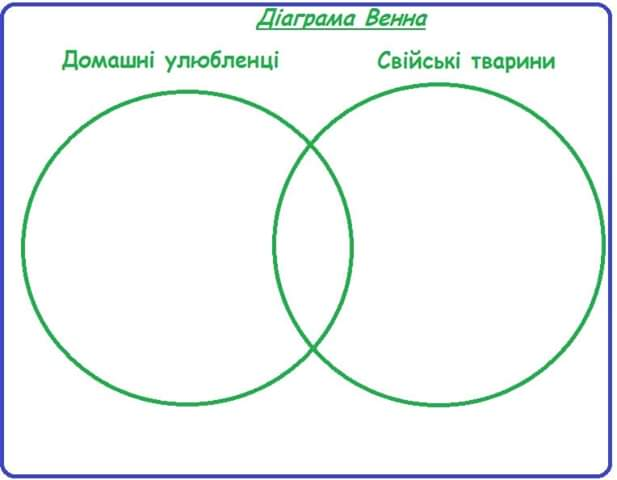 Діаграма Венна
Домашні улюбленці
Свійські тварини